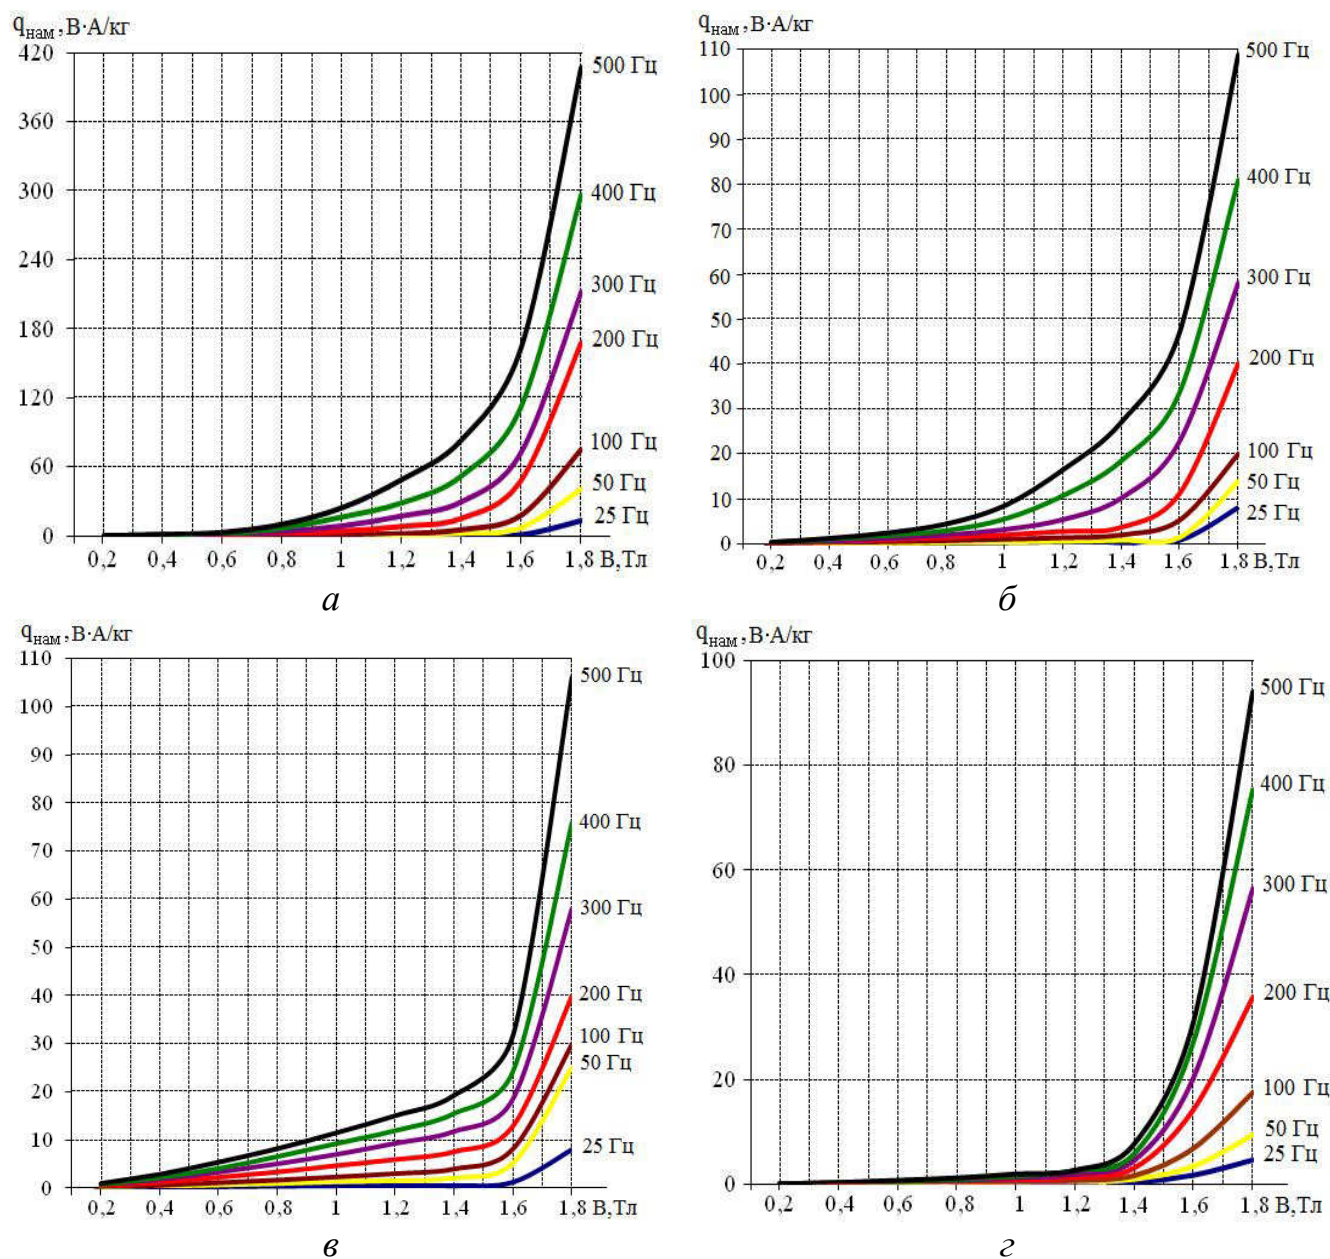 qнам, В·А/кг
420
360
300
240
180
120
60
0
0,2 0,4 0,6 0,8 1 1,2 1,4 1,6 1,8 В,Тл
500 Гц
400 Гц
300 Гц
200 Гц
100 Гц
50 Гц
25 Гц
а
qнам, В·А/кг
110
100
90
80
70
60
50
40
30
20
10
0
0,2 0,4 0,6 0,8 1 1,2 1,4 1,6 1,8 В,Тл
500 Гц
400 Гц
300 Гц
200 Гц
100 Гц
50 Гц
25 Гц
б
qнам, В·А/кг
110
100
90
80
70
60
50
40
30
20
10
0
0,2 0,4 0,6 0,8 1 1,2 1,4 1,6 1,8 В,Тл
500 Гц
400 Гц
300 Гц
200 Гц
100 Гц
50 Гц
25 Гц
в
qнам, В·А/кг
100
80
60
40
20
0
0,2 0,4 0,6 0,8 1 1,2 1,4 1,6 1,8 В,Тл
500 Гц
400 Гц
300 Гц
200 Гц
100 Гц
50 Гц
25 Гц
г